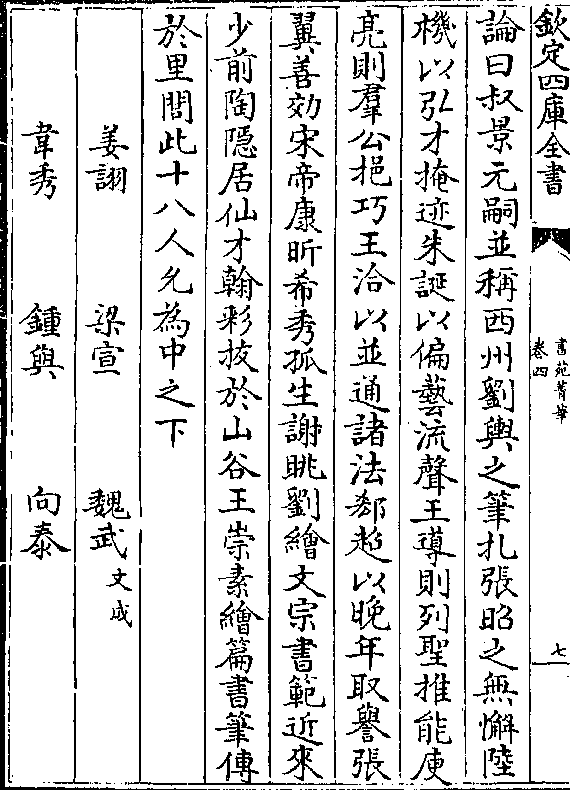 欽定四庫全書
書苑菁華
卷四
七
論曰叔景元嗣並稱西州劉輿之筆扎張昭之無懈陸
機以弘才掩迹朱誕以偏藝流聲王導則列聖推能庾
亮則羣公挹巧王洽以並通諸法郄超以晚年取譽張
翼善効宋帝康昕希秀孤生謝眺劉繪文宗書範近來
少前陶隱居仙才翰彩拔於山谷王崇素繪篇書筆傳
於里閭此十八人允為中之下
姜詡 梁宣 魏武文成
韋秀 鍾輿 向泰